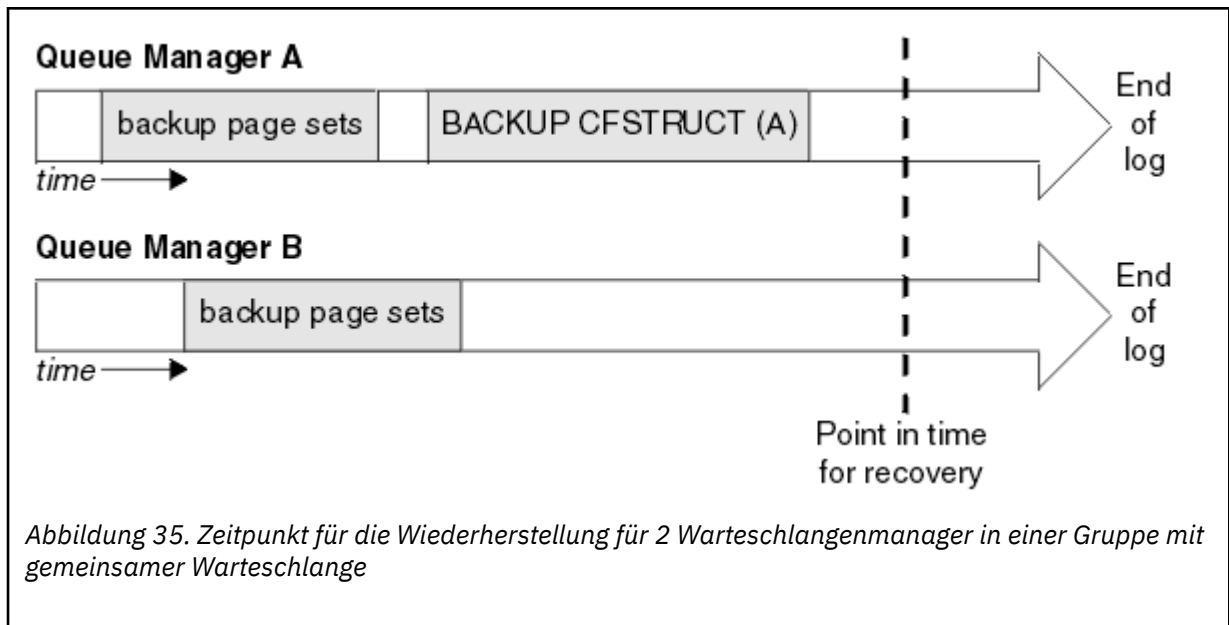 Queue Manager A
backup page sets
BACKUP CFSTRUCT (A)
End
of
log
time
Queue Manager B
backup page sets
End
of
log
time
Point in time
for recovery
Abbildung 35. Zeitpunkt für die Wiederherstellung für 2 Warteschlangenmanager in einer Gruppe mit
gemeinsamer Warteschlange